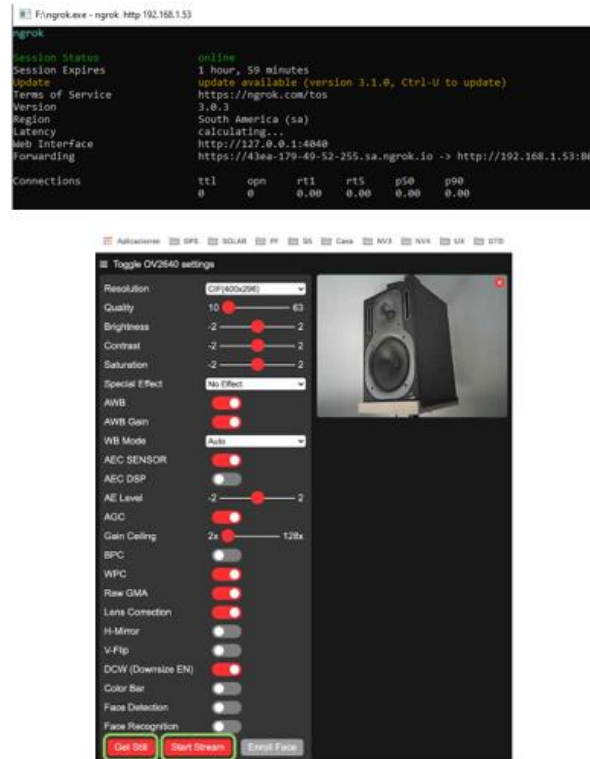 F:\ngrok.exe - ngrok http 192.168.1.53
ngrok
Session Status online
Session Expires 1 hour, 59 minutes
Update update available (version 3.1.0, Ctrl-U to update)
Terms of Service https://ngrok.com/tos
Version 3.0.3
Region South America (sa)
Latency calculating...
Web Interface http://127.0.0.1:4040
Forwarding https://43ea-179-49-52-255.sa.ngrok.io -> http://192.168.1.53:80
Connections ttl opn rt1 rt5 p50 p90
0 0 0.00 0.00 0.00 0.00
Aplicaciones GPS SOLAR PF SS Casa NV3 NV4 UX DTD
Toggle OV2640 settings
Resolution CIF(400x296)
Quality 10 63
Brightness -2 2
Contrast -2 2
Saturation -2 2
Special Effect No Effect
AWB
AWB Gain
WB Mode Auto
AEC SENSOR
AEC DSP
AE Level -2 2
AGC
Gain Ceiling 2x 128x
BPC
WPC
Raw GMA
Lens Correction
H-Mirror
V-Flip
DCW (Downsize EN)
Color Bar
Face Detection
Face Recognition
Get Still Start Stream Enroll Face